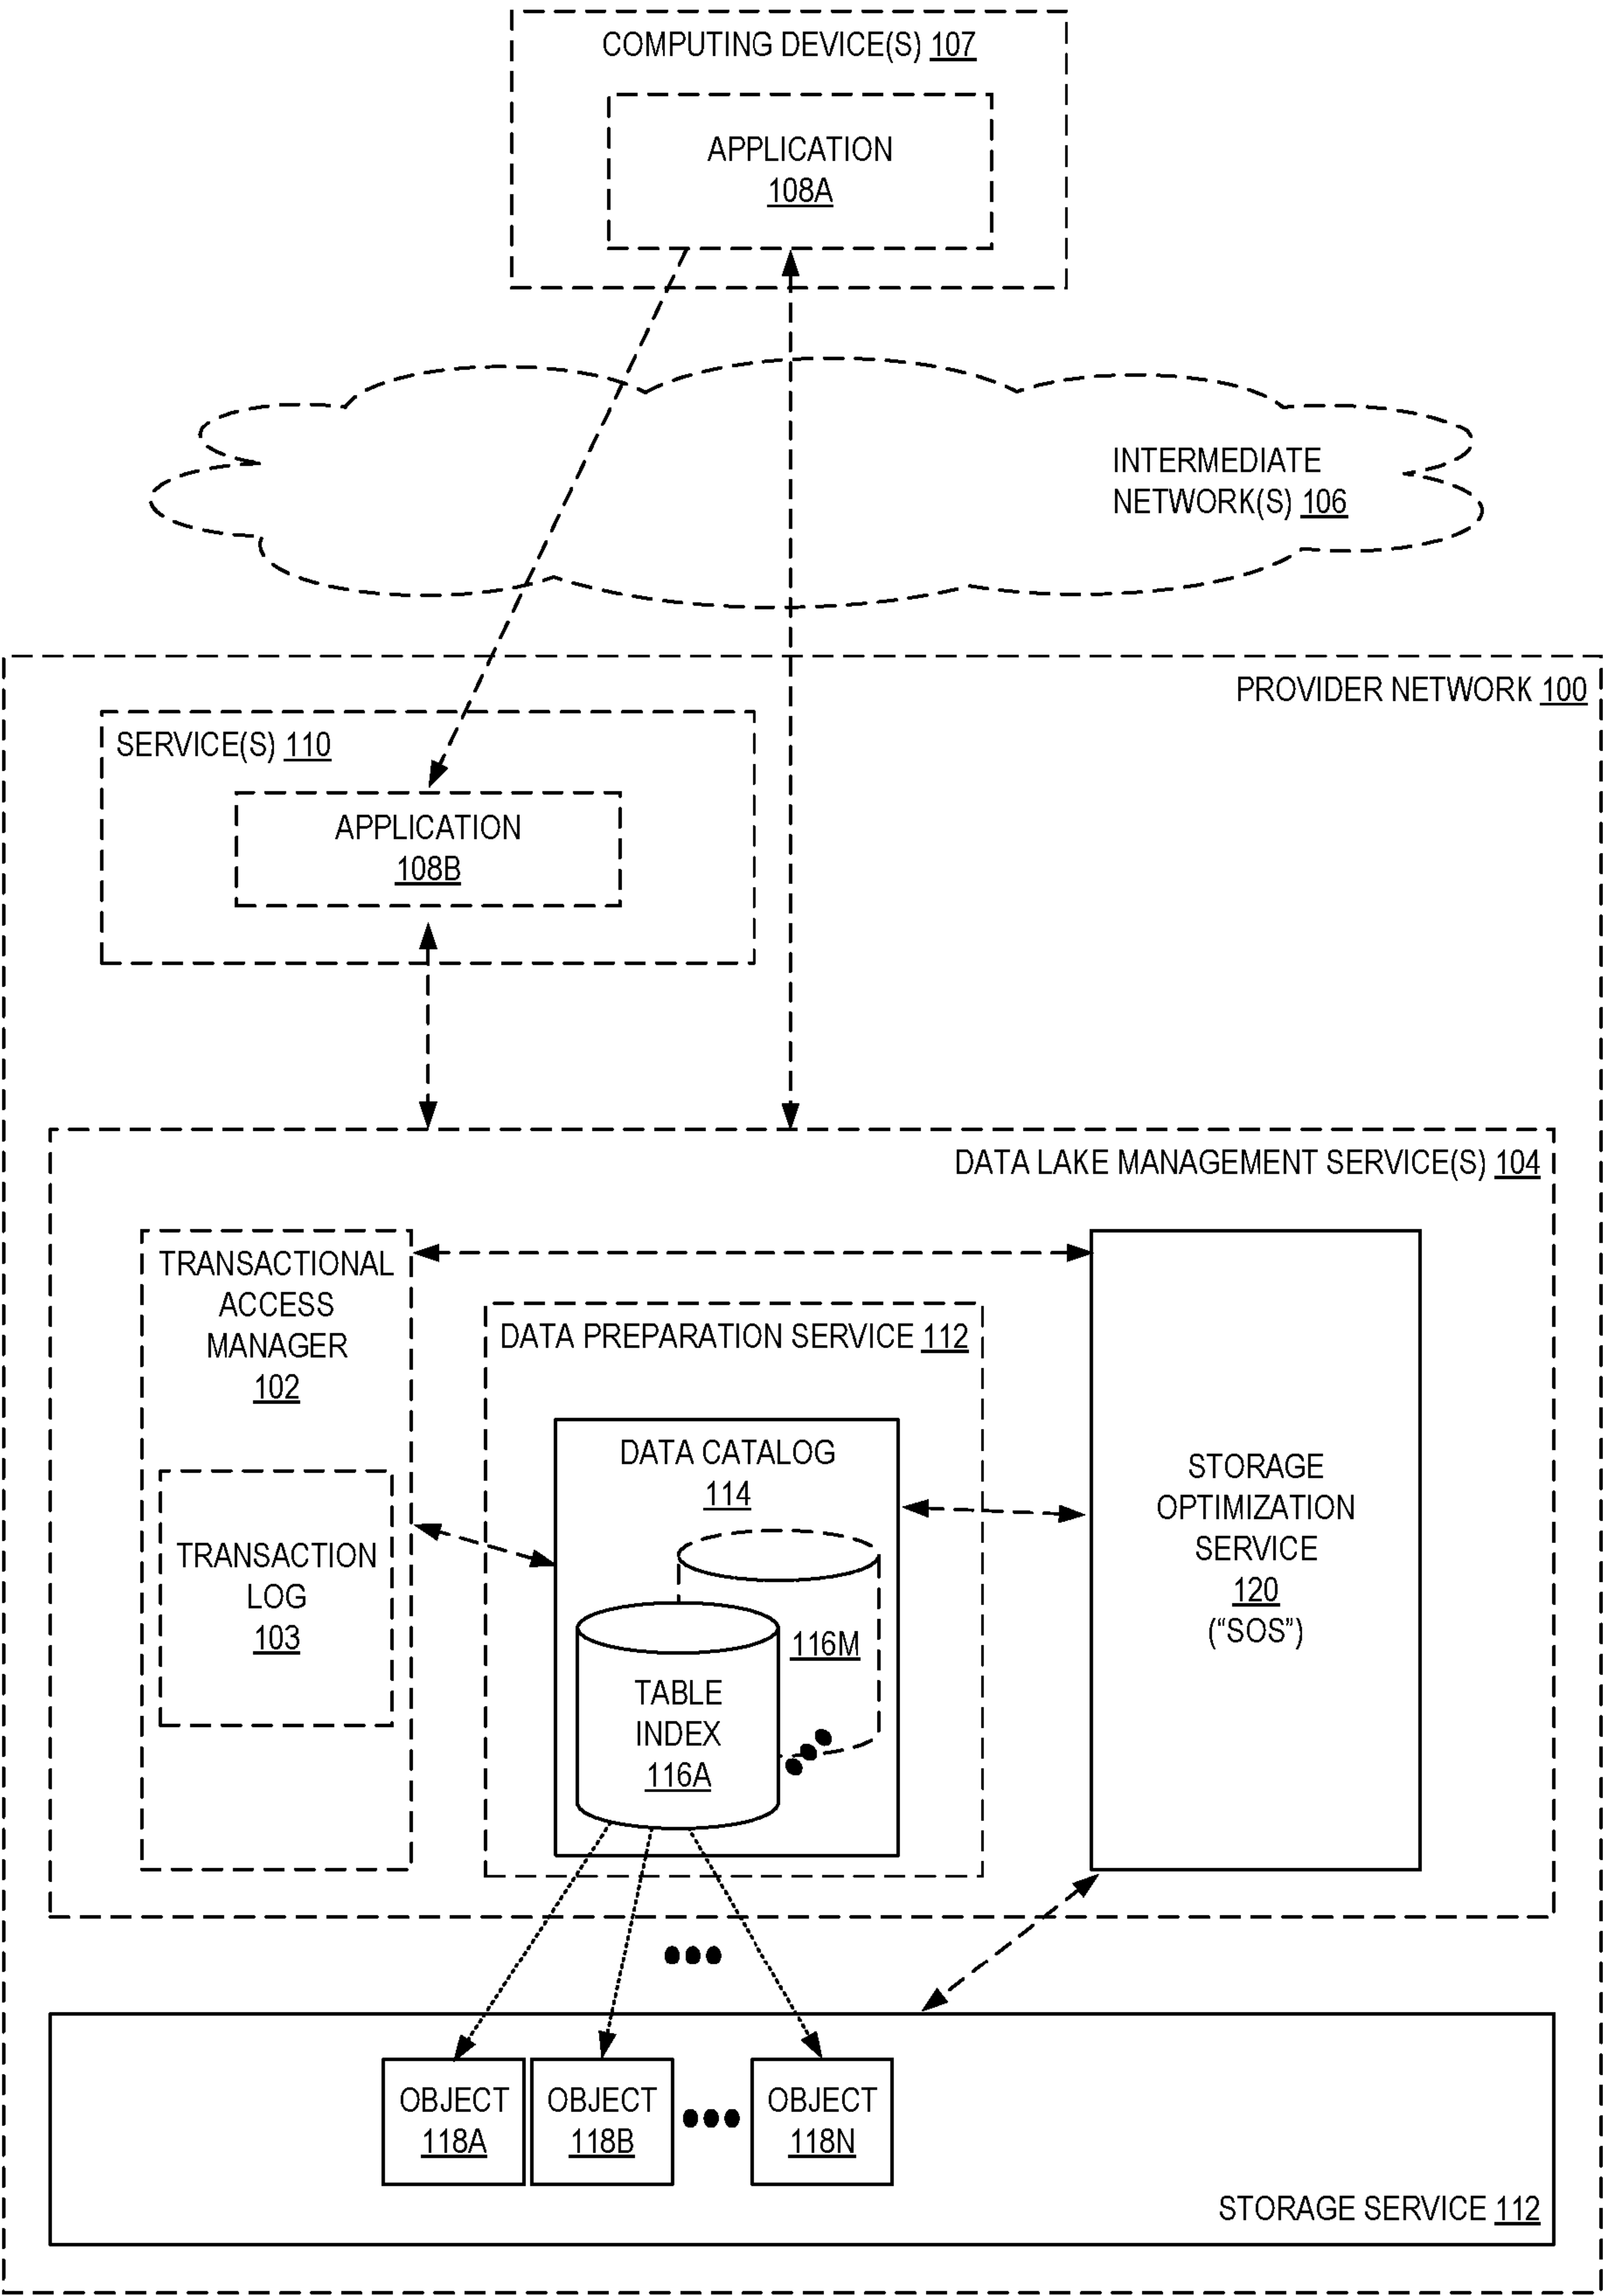 COMPUTING DEVICE(S) 107
APPLICATION
108A
INTERMEDIATE
NETWORK(S) 106
PROVIDER NETWORK 100
SERVICE(S) 110
APPLICATION
108B
DATA LAKE MANAGEMENT SERVICE(S) 104
TRANSACTIONAL
ACCESS
MANAGER
102
TRANSACTION
LOG
103
DATA PREPARATION SERVICE 112
DATA CATALOG
114
116M
TABLE
INDEX
116A
STORAGE
OPTIMIZATION
SERVICE
120
(“SOS”)
OBJECT
118A
OBJECT
118B
OBJECT
118N
STORAGE SERVICE 112